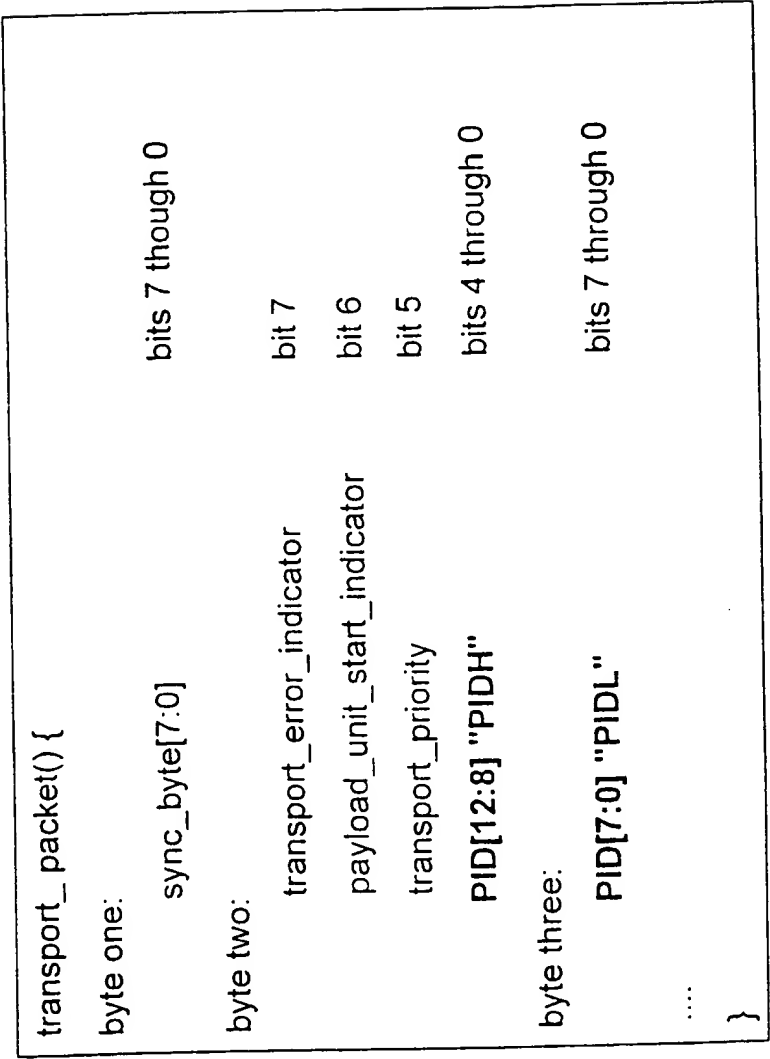 transport_ packet() {
byte one:
sync_byte[7:0] bits 7 though 0
byte two:
transport_error_indicator bit 7
payload_unit_start_indicator bit 6
transport_priority bit 5
PID[12:8] "PIDH" bits 4 through 0
byte three:
PID[7:0] "PIDL" bits 7 through 0
....
}